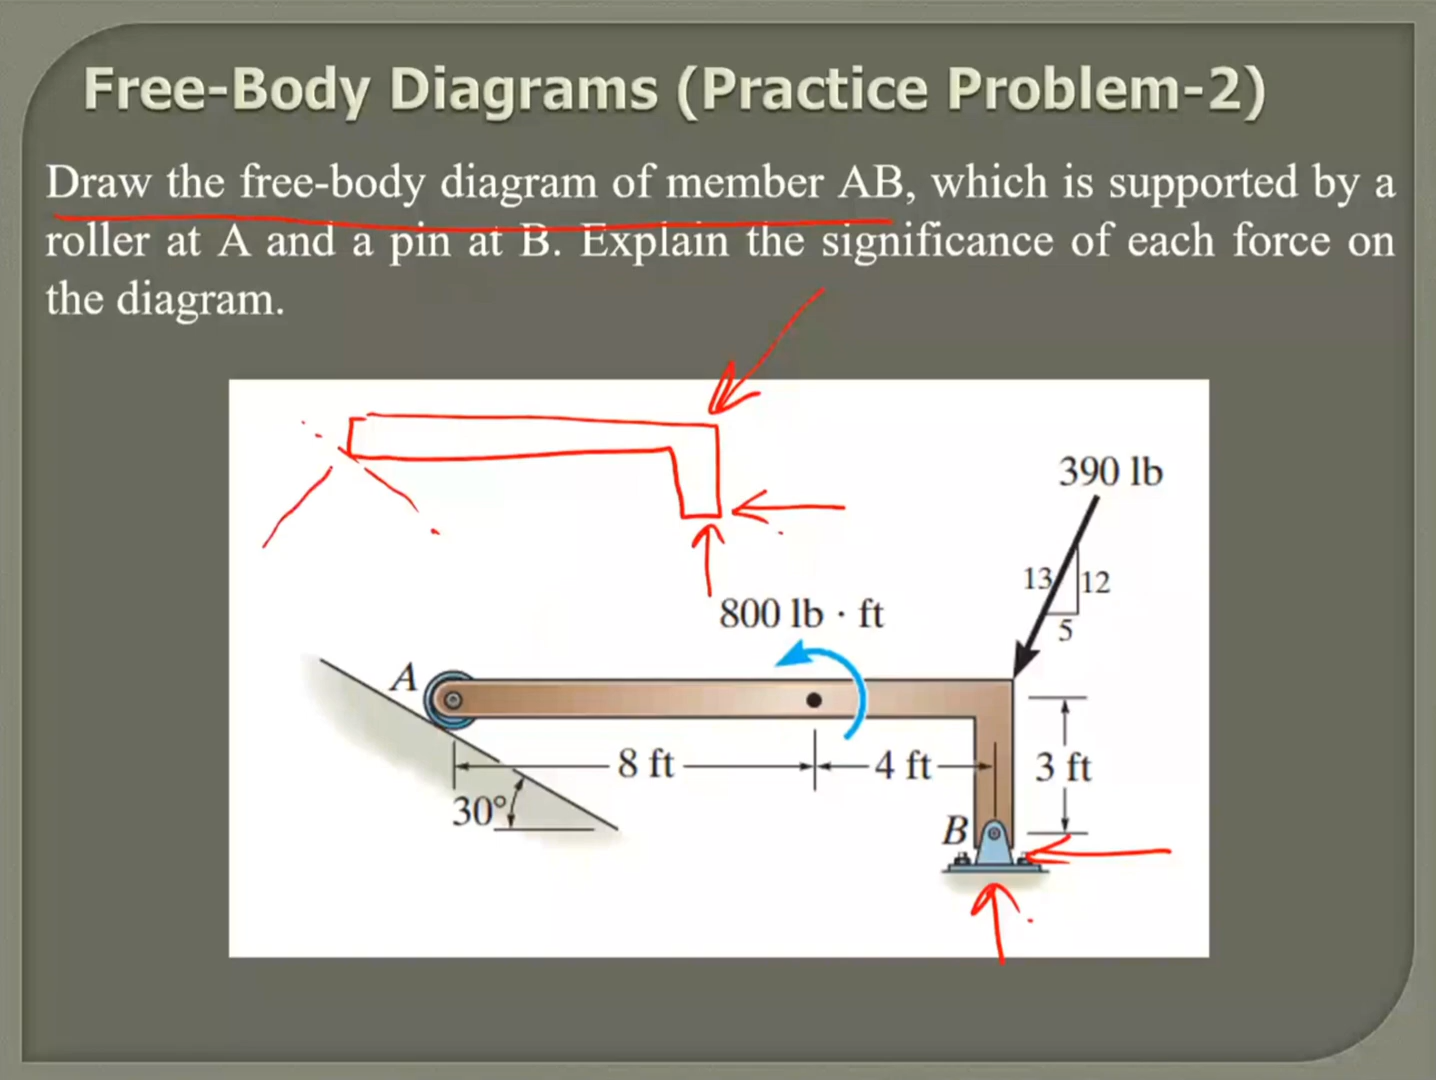 Free-Body Diagrams (Practice Problem-2)
Draw the free-body diagram of member AB, which is supported by a
roller at A and a pin at B. Explain the significance of each force on
the diagram.
390 lb
13
12
5
800 lb · ft
A
8 ft
4 ft
3 ft
30°
B